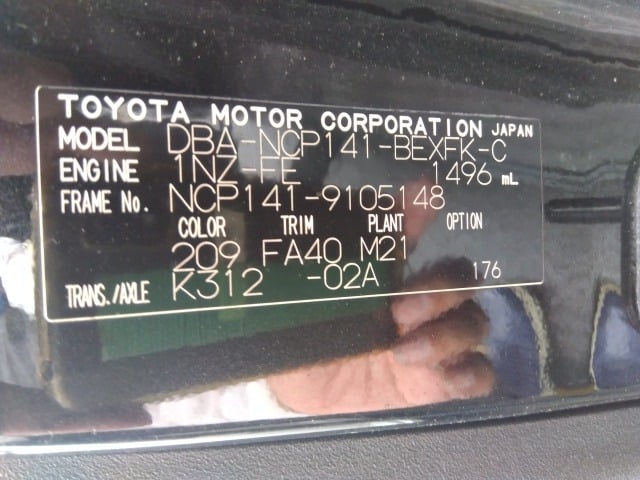 TOYOTA MOTOR CORPORATION JAPAN
MODEL DBA-NCP141-BEXFK-C
ENGINE 1NZ-FE 1496 mL
FRAME No. NCP141-9105148
COLOR TRIM PLANT OPTION
209 FA40 M21
TRANS./AXLE K312 -02A 176